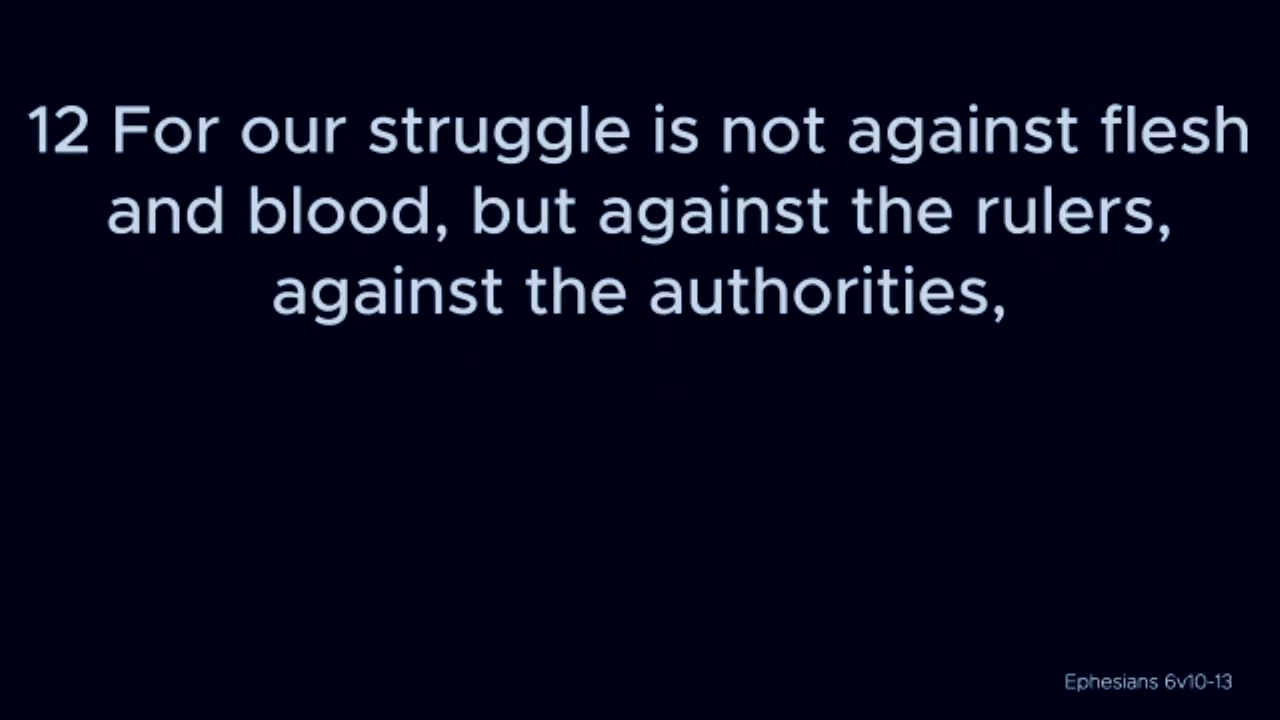 12 For our struggle is not against flesh
and blood, but against the rulers,
against the authorities,
Ephesians 6v10-13